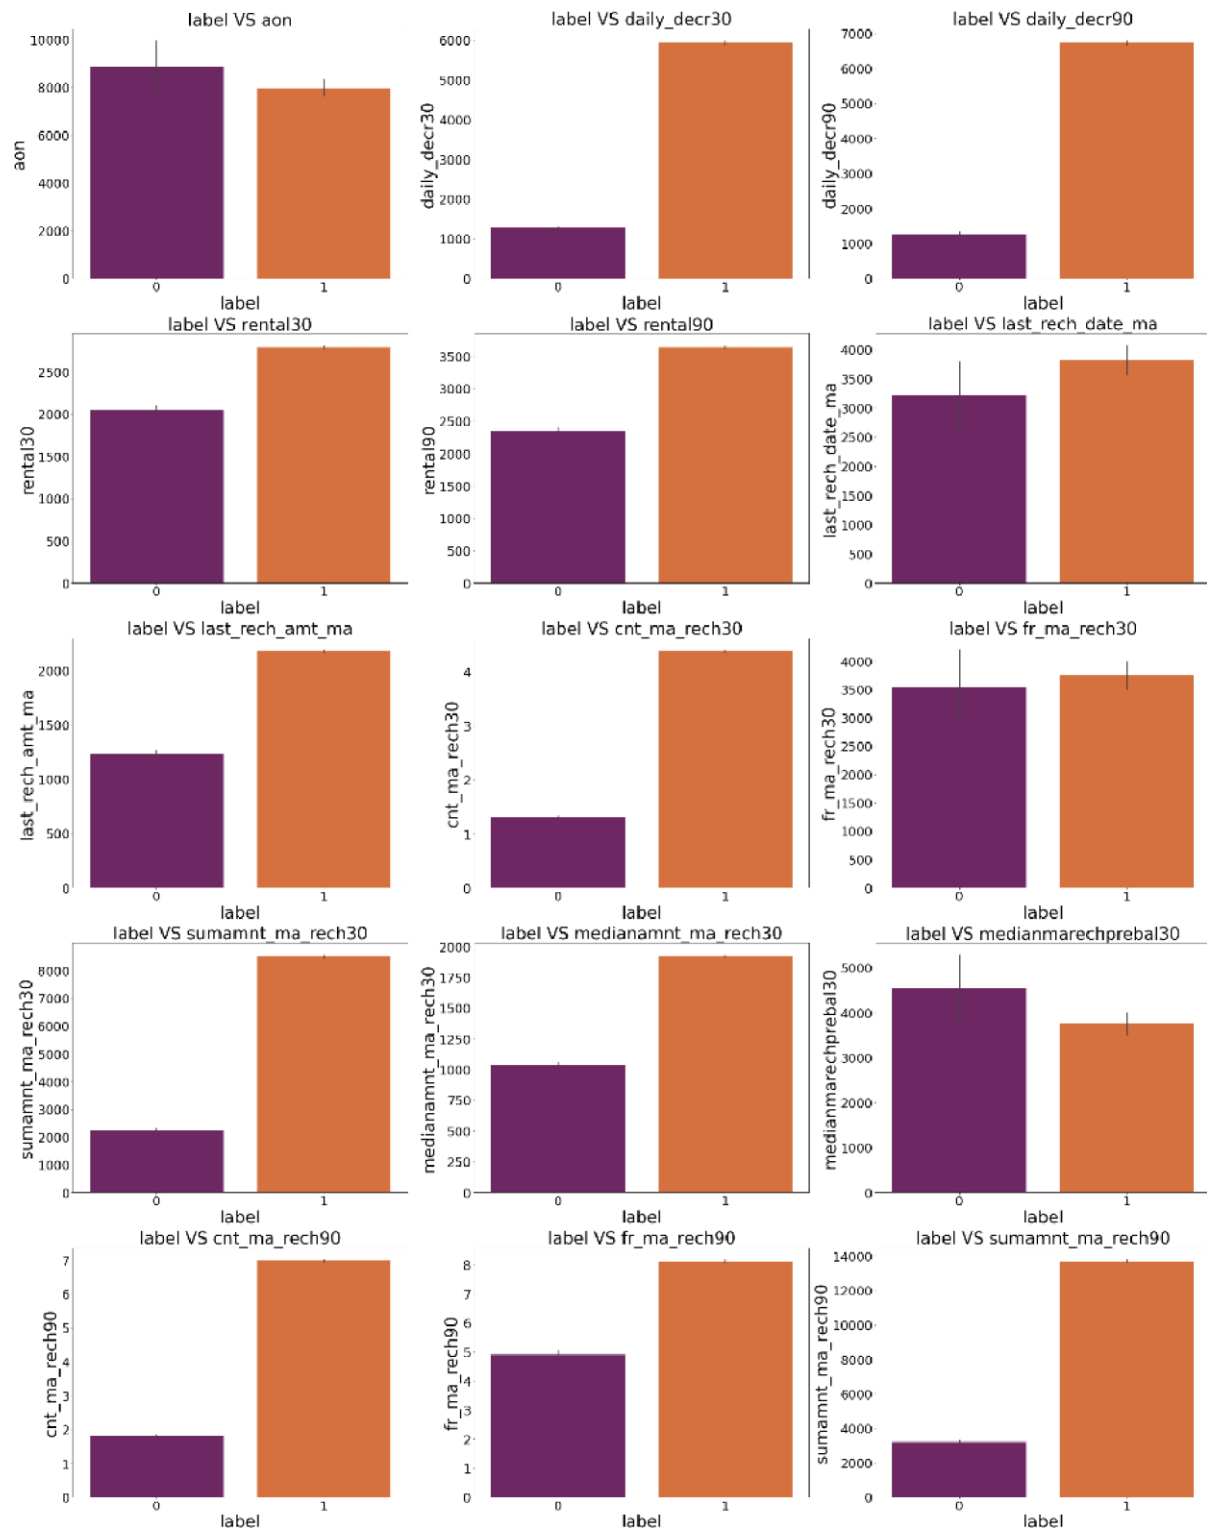 label VS aon
10000
8000
6000
4000
2000
0
aon
0 1
label
label VS daily_decr30
6000
5000
4000
3000
2000
1000
0
daily_decr30
0 1
label
label VS daily_decr90
7000
6000
5000
4000
3000
2000
1000
0
daily_decr90
0 1
label
label VS rental30
2500
2000
1500
1000
500
0
rental30
0 1
label
label VS rental90
3500
3000
2500
2000
1500
1000
500
0
rental90
0 1
label
label VS last_rech_date_ma
4000
3500
3000
2500
2000
1500
1000
500
0
last_rech_date_ma
0 1
label
label VS last_rech_amt_ma
2000
1500
1000
500
0
last_rech_amt_ma
0 1
label
label VS cnt_ma_rech30
4
3
2
1
0
cnt_ma_rech30
0 1
label
label VS fr_ma_rech30
4000
3500
3000
2500
2000
1500
1000
500
0
fr_ma_rech30
0 1
label
label VS sumamnt_ma_rech30
8000
7000
6000
5000
4000
3000
2000
1000
0
sumamnt_ma_rech30
0 1
label
label VS medianamnt_ma_rech30
2000
1750
1500
1250
1000
750
500
250
0
medianamnt_ma_rech30
0 1
label
label VS medianmarechprebal30
5000
4000
3000
2000
1000
0
medianmarechprebal30
0 1
label
label VS cnt_ma_rech90
7
6
5
4
3
2
1
0
cnt_ma_rech90
0 1
label
label VS fr_ma_rech90
8
7
6
5
4
3
2
1
0
fr_ma_rech90
0 1
label
label VS sumamnt_ma_rech90
14000
12000
10000
8000
6000
4000
2000
0
sumamnt_ma_rech90
0 1
label